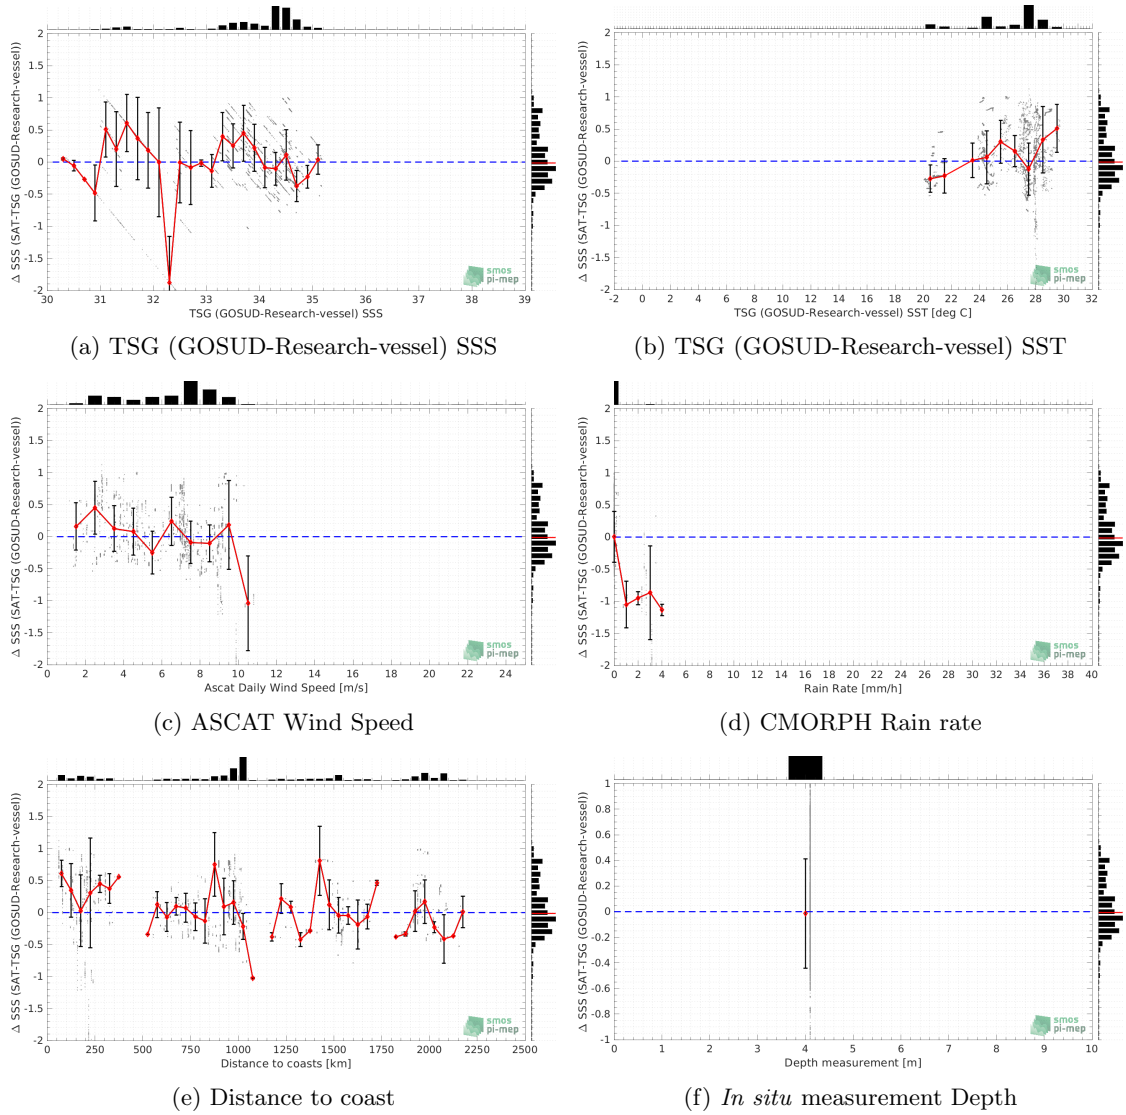 Δ SSS (SAT-TSG (GOSUD-Research-vessel))
2
1.5
1
0.5
0
-0.5
-1
-1.5
-2
30 31 32 33 34 35 36 37 38 39
TSG (GOSUD-Research-vessel) SSS
smos
pi-mep
(a) TSG (GOSUD-Research-vessel) SSS
Δ SSS (SAT-TSG (GOSUD-Research-vessel))
2
1.5
1
0.5
0
-0.5
-1
-1.5
-2
-2 0 2 4 6 8 10 12 14 16 18 20 22 24 26 28 30 32
TSG (GOSUD-Research-vessel) SST [deg C]
smos
pi-mep
(b) TSG (GOSUD-Research-vessel) SST
Δ SSS (SAT-TSG (GOSUD-Research-vessel))
2
1.5
1
0.5
0
-0.5
-1
-1.5
-2
0 2 4 6 8 10 12 14 16 18 20 22 24
Ascat Daily Wind Speed [m/s]
smos
pi-mep
(c) ASCAT Wind Speed
Δ SSS (SAT-TSG (GOSUD-Research-vessel))
2
1.5
1
0.5
0
-0.5
-1
-1.5
-2
0 2 4 6 8 10 12 14 16 18 20 22 24 26 28 30 32 34 36 38 40
Rain Rate [mm/h]
smos
pi-mep
(d) CMORPH Rain rate
Δ SSS (SAT-TSG (GOSUD-Research-vessel))
2
1.5
1
0.5
0
-0.5
-1
-1.5
-2
0 250 500 750 1000 1250 1500 1750 2000 2250 2500
Distance to coasts [km]
smos
pi-mep
(e) Distance to coast
Δ SSS (SAT-TSG (GOSUD-Research-vessel))
1
0.8
0.6
0.4
0.2
0
-0.2
-0.4
-0.6
-0.8
-1
0 1 2 3 4 5 6 7 8 9 10
Depth measurement [m]
smos
pi-mep
(f) In situ measurement Depth